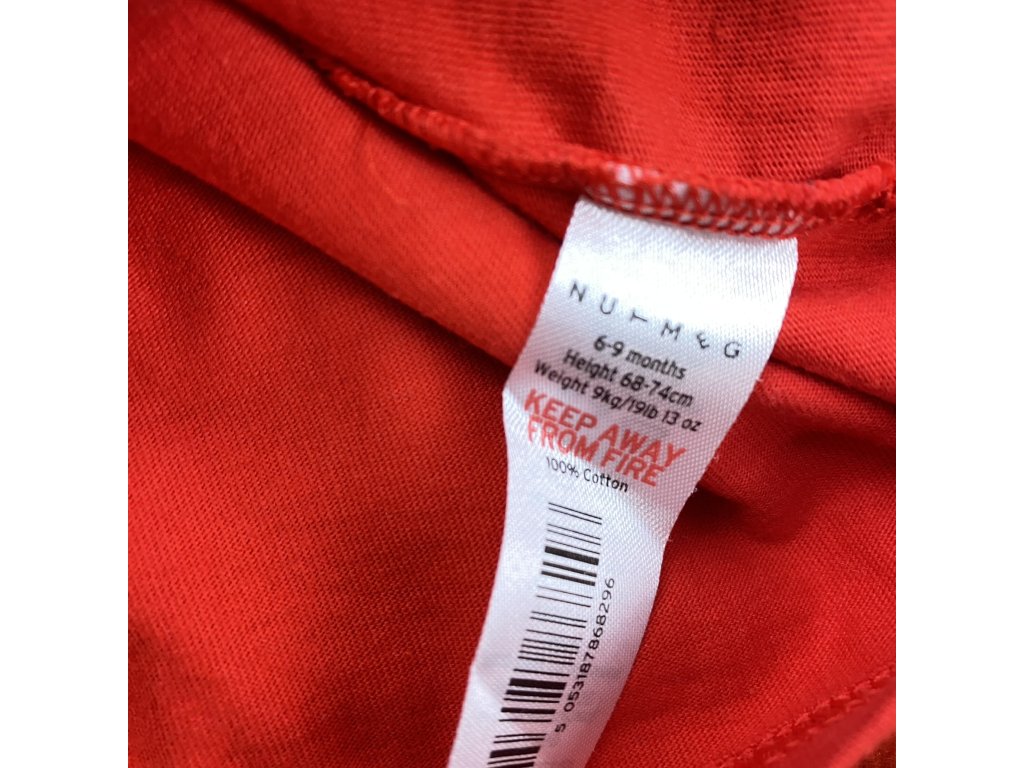 NUTMEG
6-9 months
Height 68-74cm
Weight 9kg/19lb 13 oz
KEEP AWAY
FROM FIRE
100% Cotton
5 053187868296